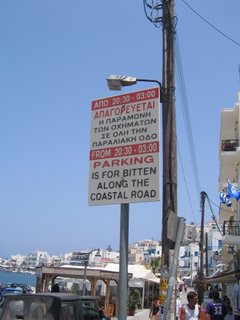 ΑΠΟ 20:30 - 03:00
ΑΠΑΓΟΡΕΥΕΤΑΙ
Η ΠΑΡΑΜΟΝΗ
ΤΩΝ ΟΧΗΜΑΤΩΝ
ΣΕ ΟΛΗ ΤΗΝ
ΠΑΡΑΛΙΑΚΗ ΟΔΟ
FROM 20:30 - 03:00
PARKING
IS FOR BITTEN
ALONG THE
COASTAL ROAD